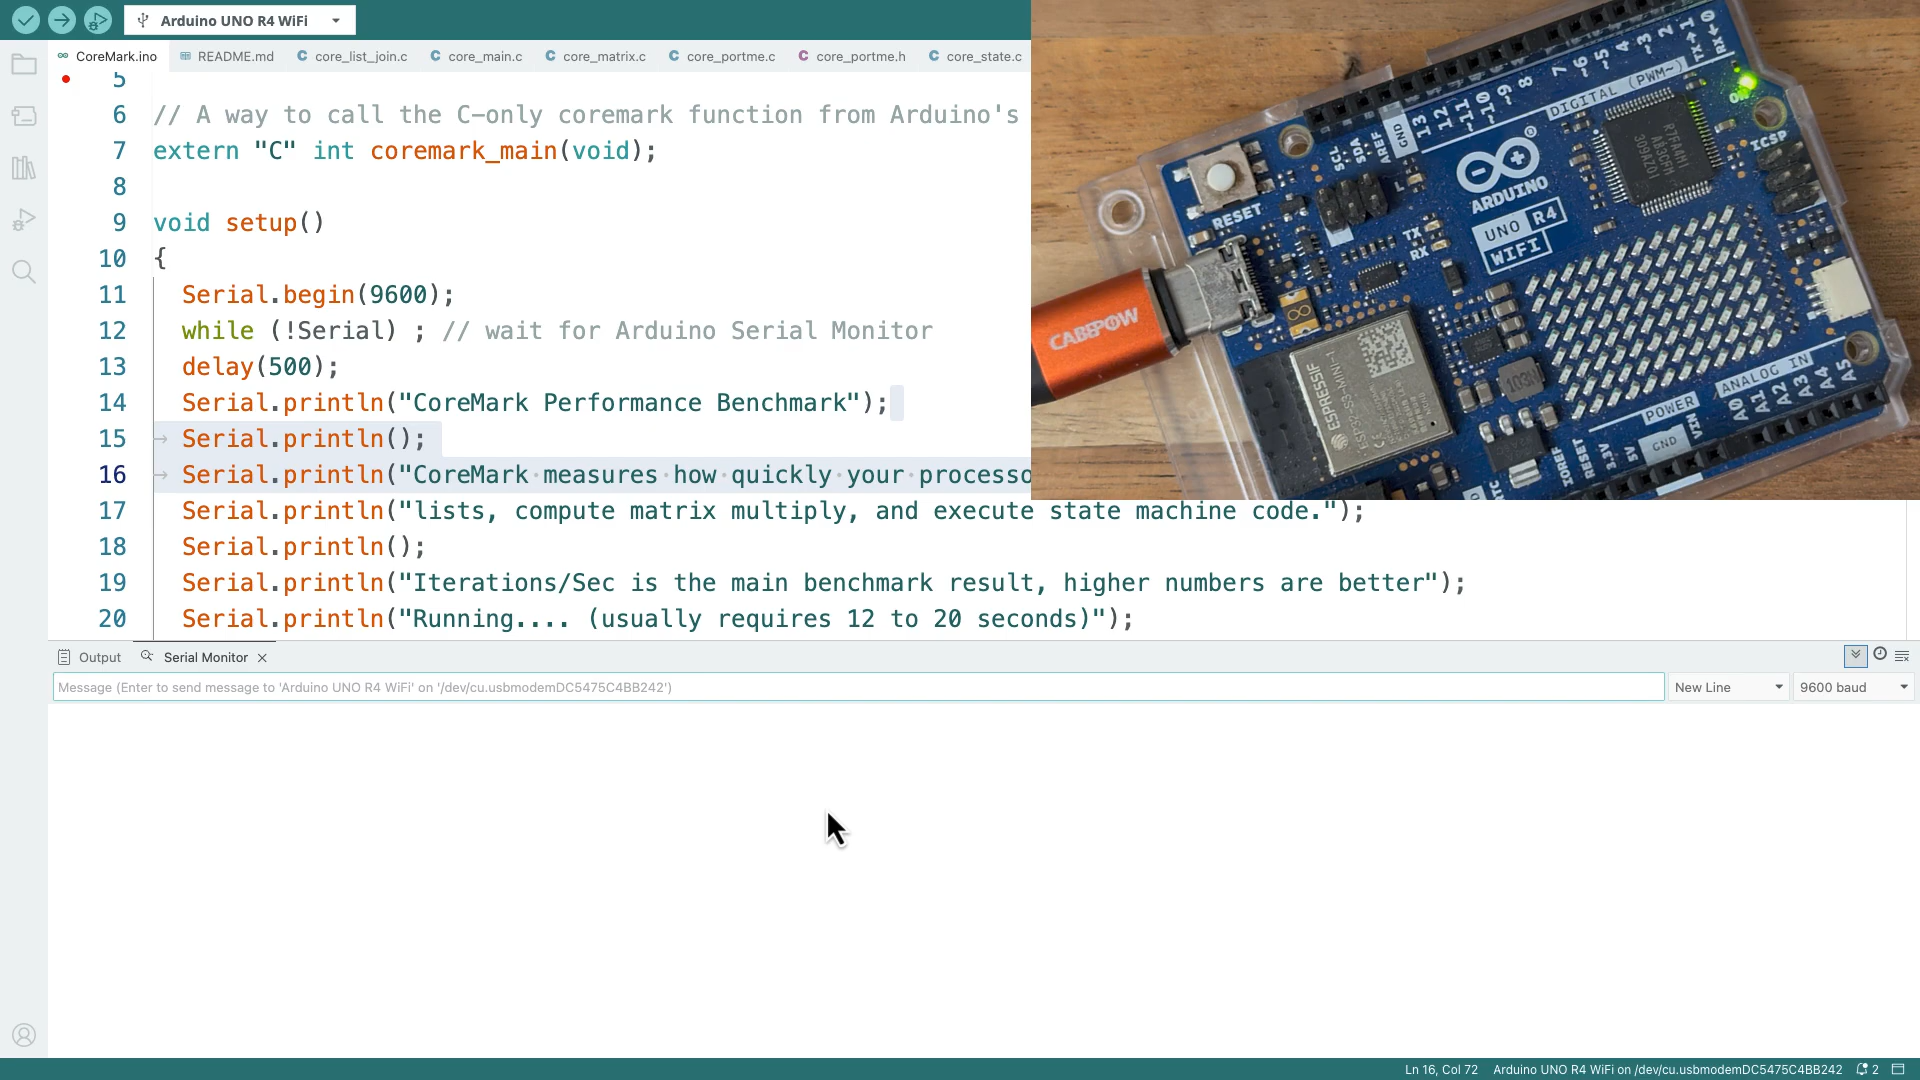 Arduino UNO R4 WiFi
CoreMark.ino README.md core_list_join.c core_main.c core_matrix.c core_portme.c core_portme.h core_state.c
5
6 // A way to call the C-only coremark function from Arduino's
7 extern "C" int coremark_main(void);
8
9 void setup()
10 {
11 Serial.begin(9600);
12 while (!Serial) ; // wait for Arduino Serial Monitor
13 delay(500);
14 Serial.println("CoreMark Performance Benchmark");
15 Serial.println();
16 Serial.println("CoreMark measures how quickly your processo
17 Serial.println("lists, compute matrix multiply, and execute state machine code.");
18 Serial.println();
19 Serial.println("Iterations/Sec is the main benchmark result, higher numbers are better");
20 Serial.println("Running.... (usually requires 12 to 20 seconds)");
RESET
SCL
SDA
AREF
GND
13
12
~11
~10
~9
8
7
~6
~5
4
~3
2
TX→1
RX←0
DIGITAL (PWM~)
ON
ICSP
L
TX
RX
ARDUINO
UNO R4
WIFI
CABEPOW
ESPRESSIF
103N
ANALOG IN
A0
A1
A2
A3
A4
A5
POWER
IOREF
RESET
3.3V
5V
GND
VIN
Output Serial Monitor
Message (Enter to send message to 'Arduino UNO R4 WiFi' on '/dev/cu.usbmodemDC5475C4BB242')
New Line
9600 baud
Ln 16, Col 72 Arduino UNO R4 WiFi on /dev/cu.usbmodemDC5475C4BB242 2